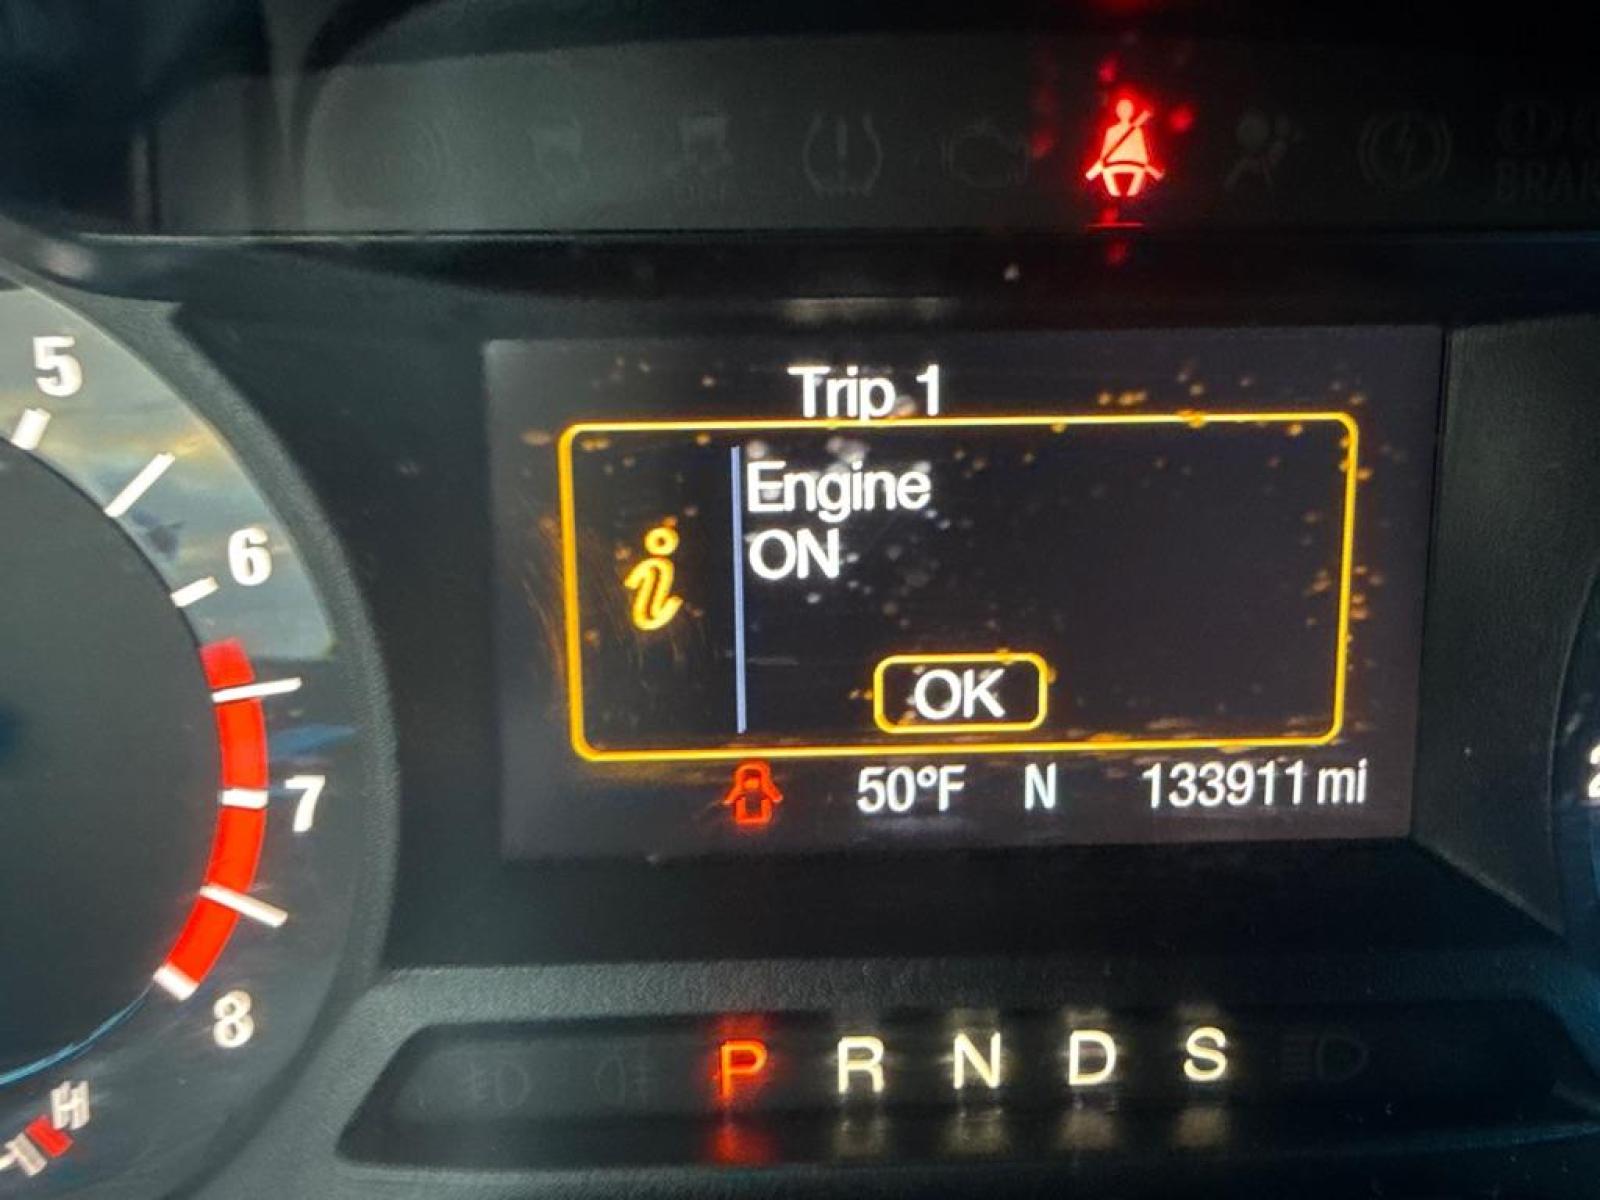 5
6
7
8
H
Trip 1
Engine
ON
OK
50°F N 133911 mi
P R N D S